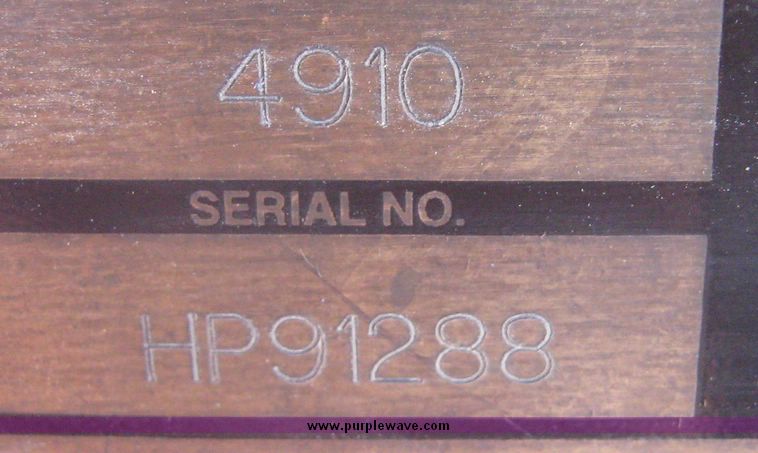 4910
SERIAL NO.
HP91288
www.purplewave.com